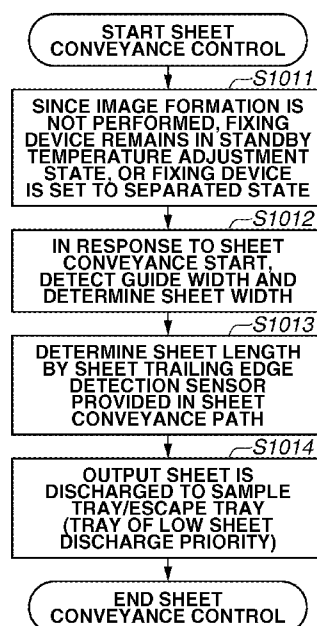 START SHEET
CONVEYANCE CONTROL
S1011
SINCE IMAGE FORMATION IS
NOT PERFORMED, FIXING
DEVICE REMAINS IN STANDBY
TEMPERATURE ADJUSTMENT
STATE, OR FIXING DEVICE
IS SET TO SEPARATED STATE
S1012
IN RESPONSE TO SHEET
CONVEYANCE START,
DETECT GUIDE WIDTH AND
DETERMINE SHEET WIDTH
S1013
DETERMINE SHEET LENGTH
BY SHEET TRAILING EDGE
DETECTION SENSOR
PROVIDED IN SHEET
CONVEYANCE PATH
S1014
OUTPUT SHEET IS
DISCHARGED TO SAMPLE
TRAY/ESCAPE TRAY
(TRAY OF LOW SHEET
DISCHARGE PRIORITY)
END SHEET
CONVEYANCE CONTROL